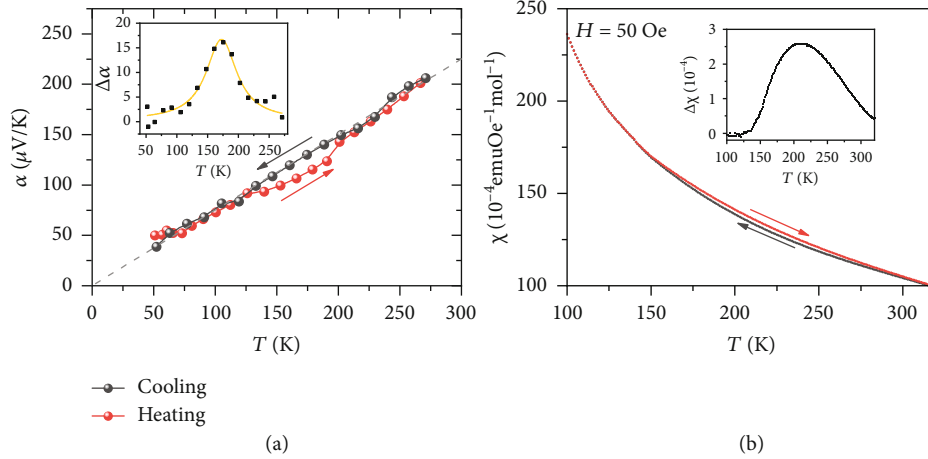 250
200
150
100
50
0
α (μV/K)
0 50 100 150 200 250 300
T (K)
20
15
10
5
0
Δα
50 100 150 200 250
T (K)
Cooling
Heating
(a)
H = 50 Oe
250
200
150
100
χ (10⁻⁴emuOe⁻¹mol⁻¹)
100 150 200 250 300
T (K)
3
2
1
0
Δχ (10⁻⁴)
100 150 200 250 300
T (K)
(b)